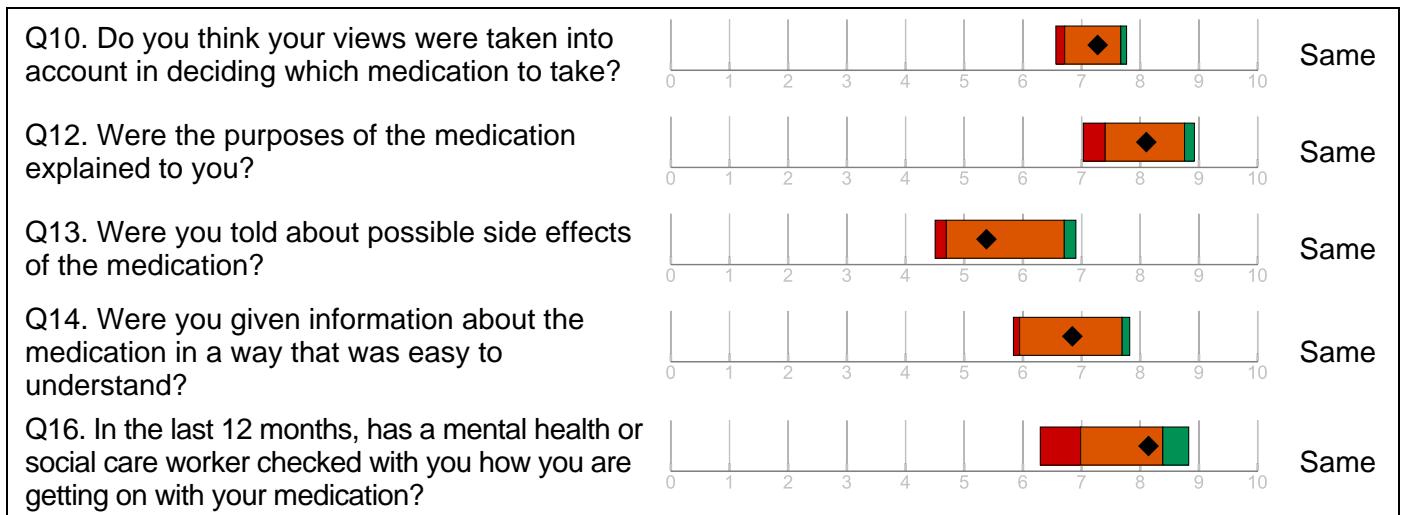 Q10. Do you think your views were taken into
account in deciding which medication to take?
Same
0 1 2 3 4 5 6 7 8 9 10
Q12. Were the purposes of the medication
explained to you?
Same
0 1 2 3 4 5 6 7 8 9 10
Q13. Were you told about possible side effects
of the medication?
Same
0 1 2 3 4 5 6 7 8 9 10
Q14. Were you given information about the
medication in a way that was easy to
understand?
Same
0 1 2 3 4 5 6 7 8 9 10
Q16. In the last 12 months, has a mental health or
social care worker checked with you how you are
getting on with your medication?
Same
0 1 2 3 4 5 6 7 8 9 10